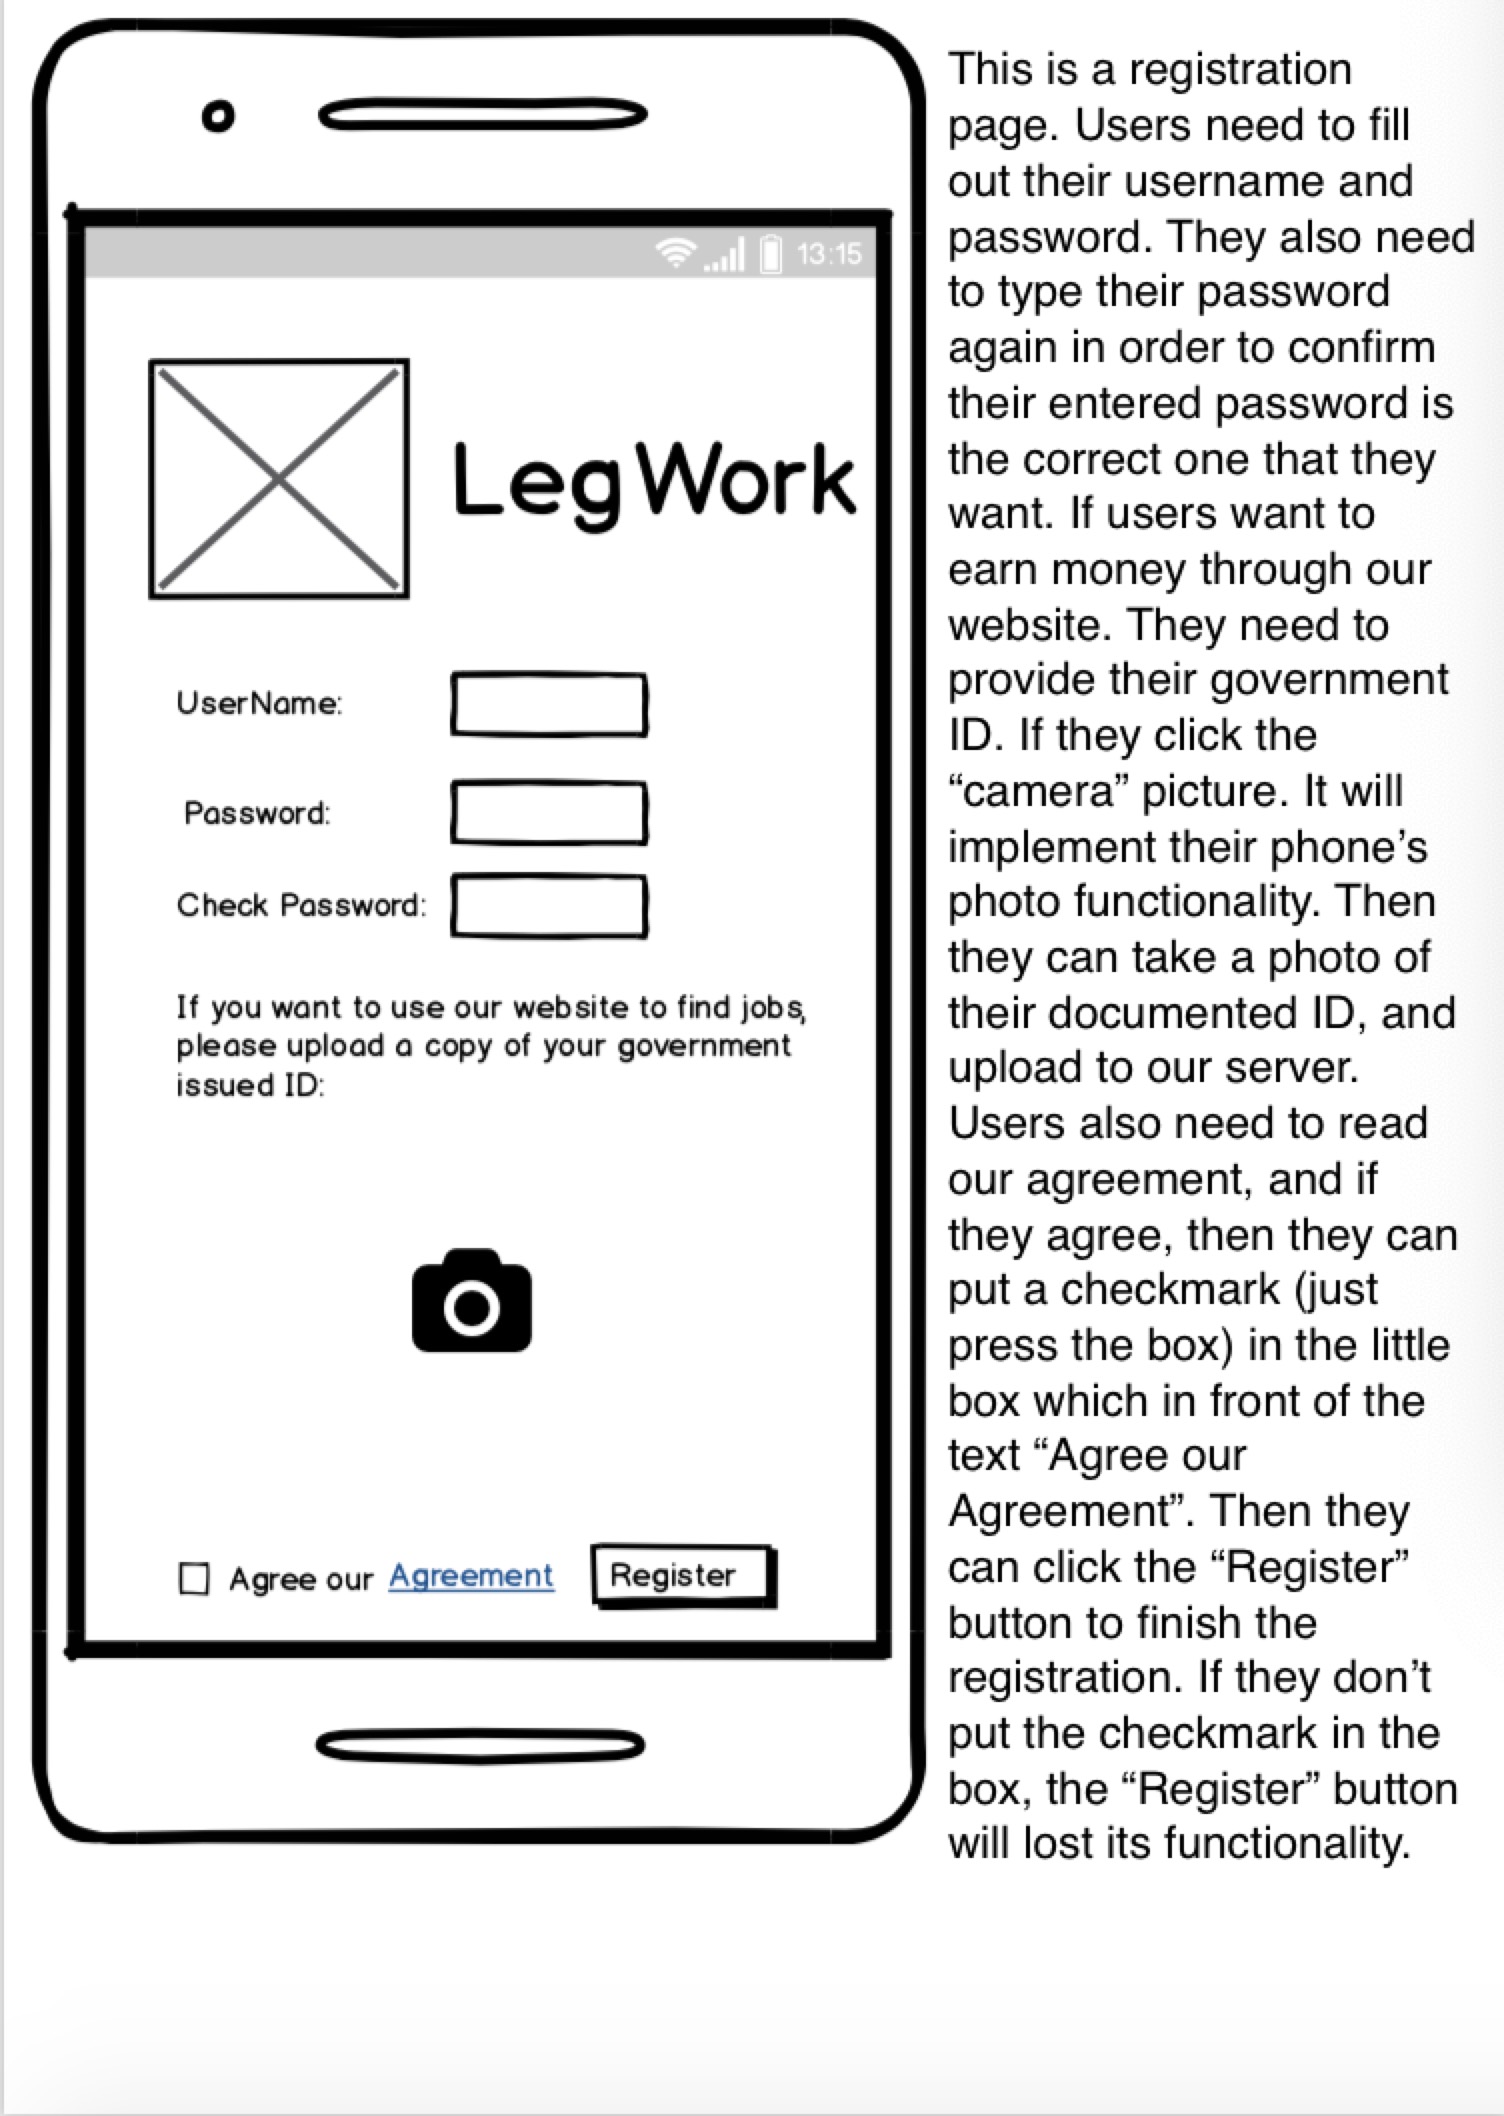 13:15
LegWork
UserName:
Password:
Check Password:
If you want to use our website to find jobs,
please upload a copy of your government
issued ID:
Agree our Agreement
Register
This is a registration
page. Users need to fill
out their username and
password. They also need
to type their password
again in order to confirm
their entered password is
the correct one that they
want. If users want to
earn money through our
website. They need to
provide their government
ID. If they click the
“camera” picture. It will
implement their phone’s
photo functionality. Then
they can take a photo of
their documented ID, and
upload to our server.
Users also need to read
our agreement, and if
they agree, then they can
put a checkmark (just
press the box) in the little
box which in front of the
text “Agree our
Agreement”. Then they
can click the “Register”
button to finish the
registration. If they don’t
put the checkmark in the
box, the “Register” button
will lost its functionality.